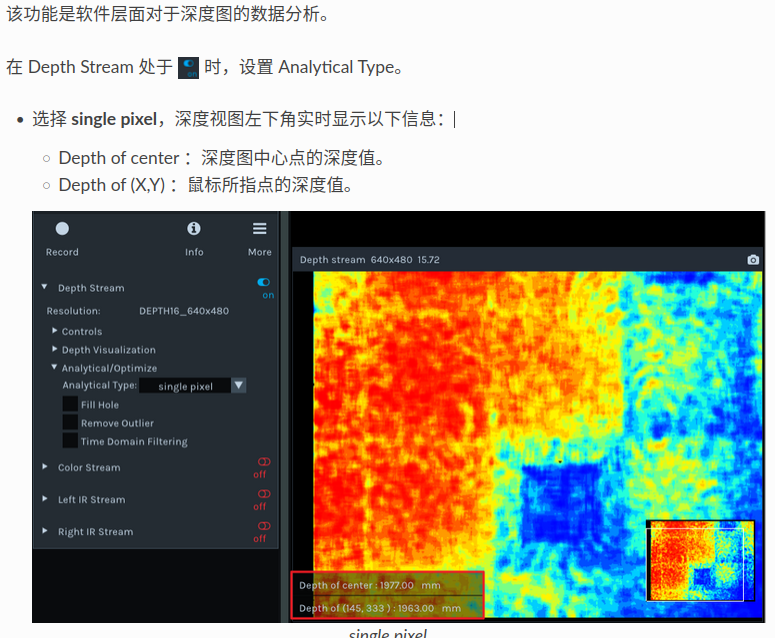 该功能是软件层面对于深度图的数据分析。
在 Depth Stream 处于 on 时，设置 Analytical Type。
• 选择 single pixel，深度视图左下角实时显示以下信息：
○ Depth of center ：深度图中心点的深度值。
○ Depth of (X,Y) ：鼠标所指点的深度值。
Record Info More
Depth Stream on
Resolution: DEPTH16_640x480
Controls
Depth Visualization
Analytical/Optimize
Analytical Type: single pixel
Fill Hole
Remove Outlier
Time Domain Filtering
Color Stream off
Left IR Stream off
Right IR Stream off
Depth stream 640x480 15.72
Depth of center : 1977.00 mm
Depth of (145, 333 ) : 1963.00 mm
single pixel